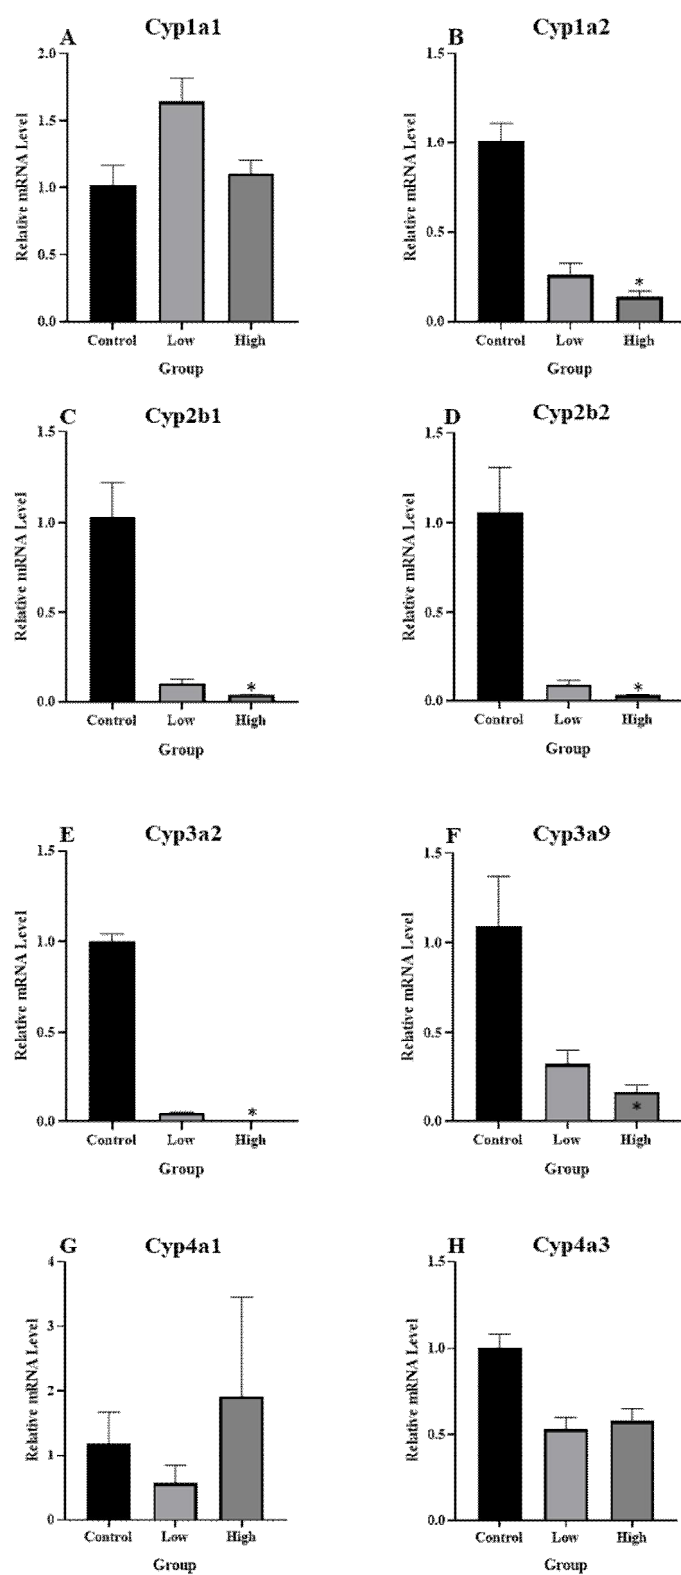 A Cyp1a1
Relative mRNA Level
2.0
1.5
1.0
0.5
0.0
Control Low High
Group
B Cyp1a2
Relative mRNA Level
1.5
1.0
0.5
0.0
*
Control Low High
Group
C Cyp2b1
Relative mRNA Level
1.5
1.0
0.5
0.0
*
Control Low High
Group
D Cyp2b2
Relative mRNA Level
1.5
1.0
0.5
0.0
*
Control Low High
Group
E Cyp3a2
Relative mRNA Level
1.5
1.0
0.5
0.0
*
Control Low High
Group
F Cyp3a9
Relative mRNA Level
1.5
1.0
0.5
0.0
*
Control Low High
Group
G Cyp4a1
Relative mRNA Level
4
3
2
1
0
Control Low High
Group
H Cyp4a3
Relative mRNA Level
1.5
1.0
0.5
0.0
Control Low High
Group